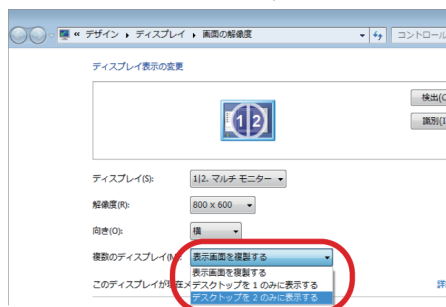 « デザイン ▸ ディスプレイ ▸ 画面の解像度
コントロール
ディスプレイ表示の変更
検出(C
識別(I
1|2
ディスプレイ(S): 1|2. マルチ モニター
解像度(R): 800 x 600
向き(O): 横
複数のディスプレイ(M): 表示画面を複製する
表示画面を複製する
このディスプレイが現在メ
デスクトップを 1 のみに表示する
詳
デスクトップを 2 のみに表示する